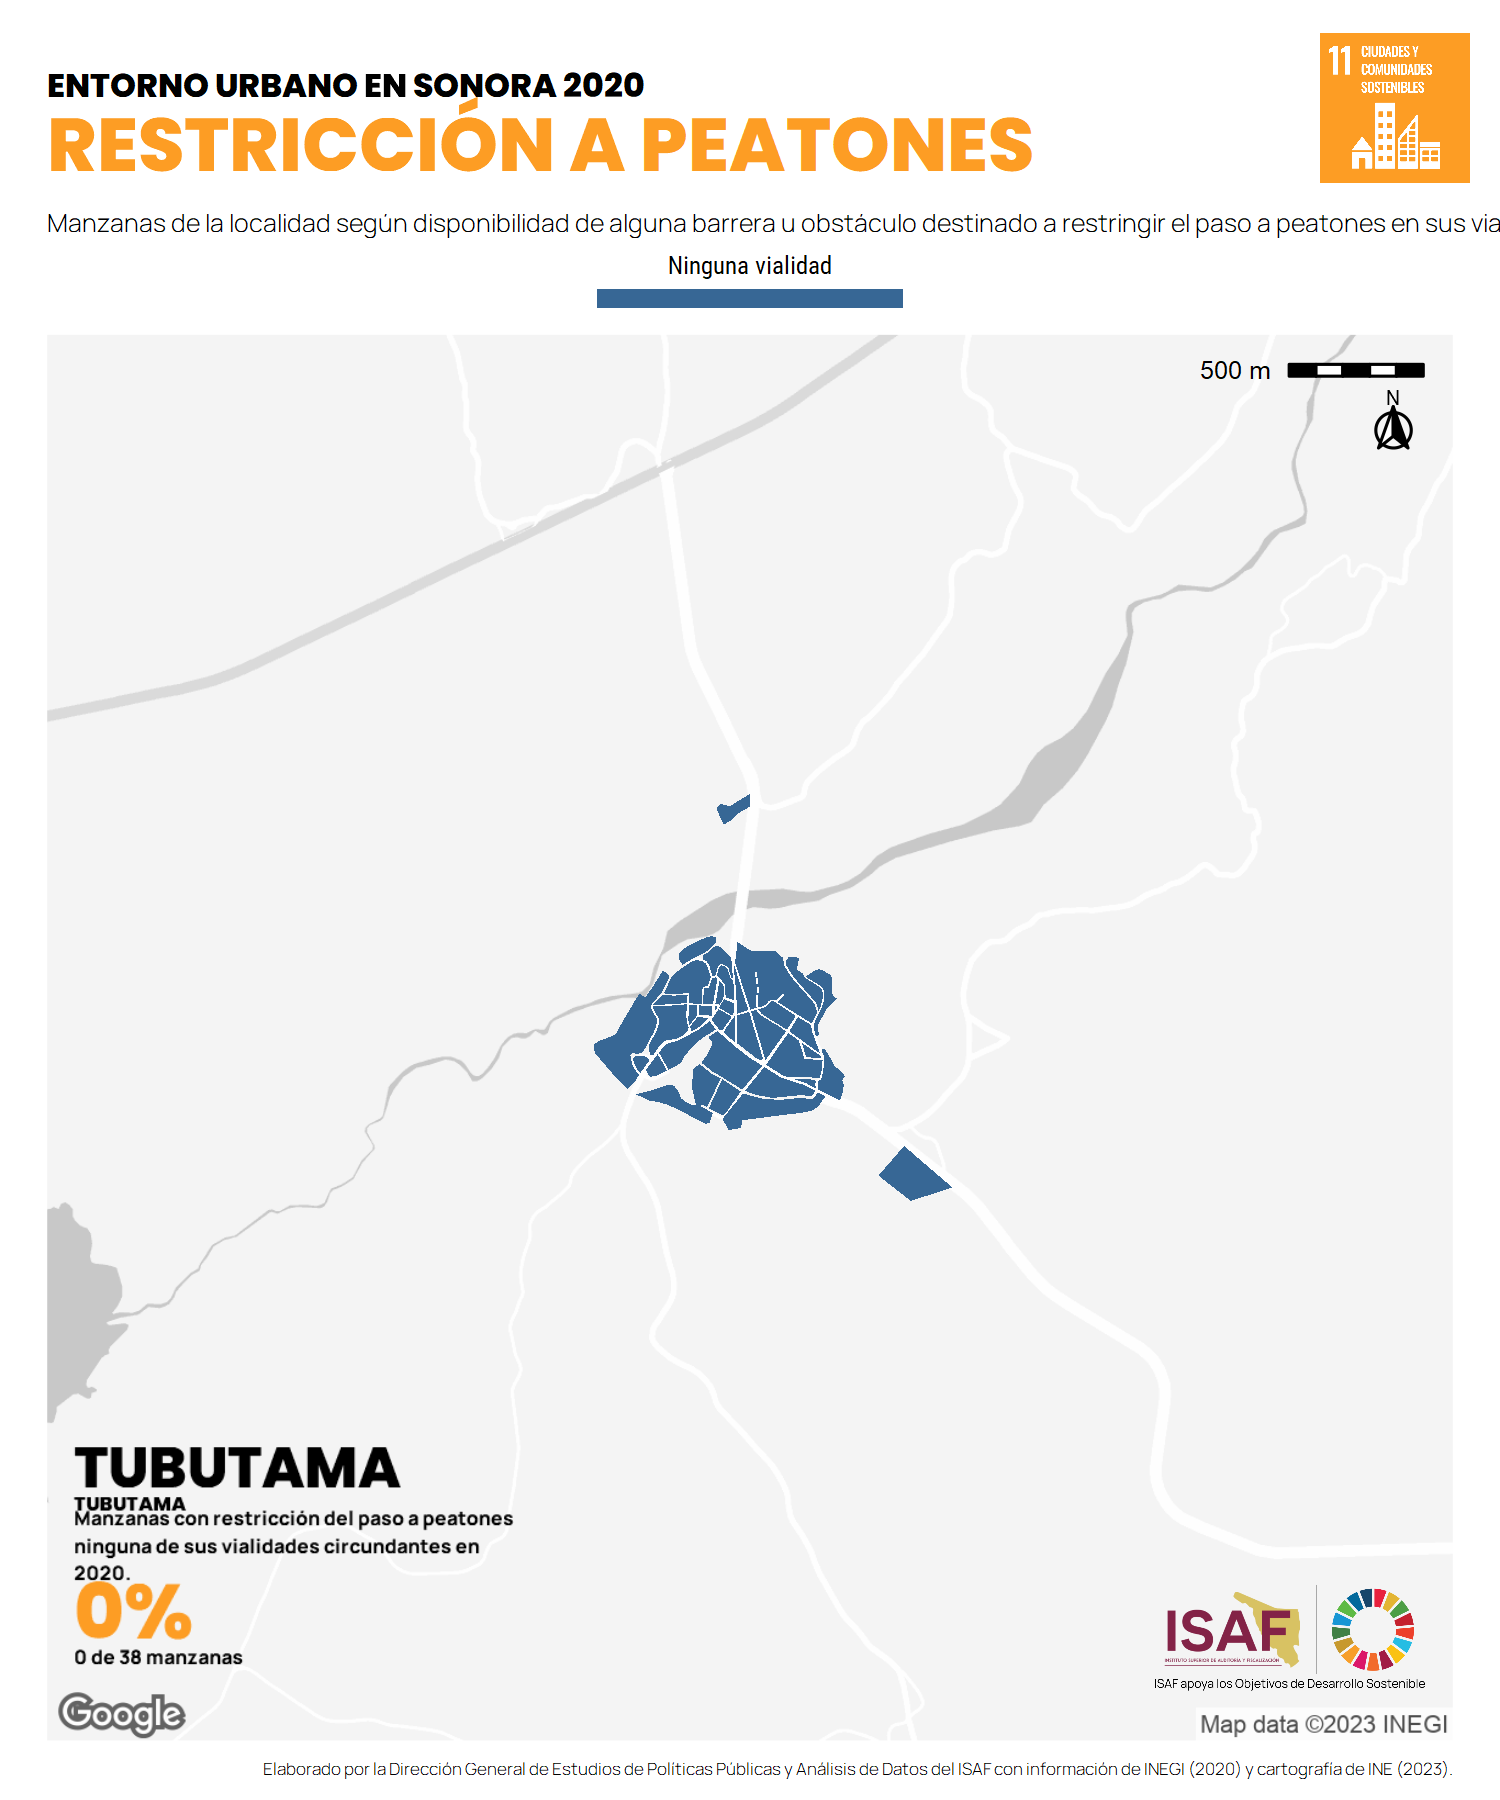 ENTORNO URBANO EN SONORA 2020
RESTRICCIÓN A PEATONES
11 CIUDADES Y
COMUNIDADES
SOSTENIBLES
Manzanas de la localidad según disponibilidad de alguna barrera u obstáculo destinado a restringir el paso a peatones en sus via
Ninguna vialidad
500 m
N
TUBUTAMA
TUBUTAMA
Manzanas con restricción del paso a peatones
ninguna de sus vialidades circundantes en
2020.
0%
0 de 38 manzanas
ISAF
INSTITUTO SUPERIOR DE AUDITORÍA Y FISCALIZACIÓN
ISAF apoya los Objetivos de Desarrollo Sostenible
Google
Map data ©2023 INEGI
Elaborado por la Dirección General de Estudios de Políticas Públicas y Análisis de Datos del ISAF con información de INEGI (2020) y cartografía de INE (2023).